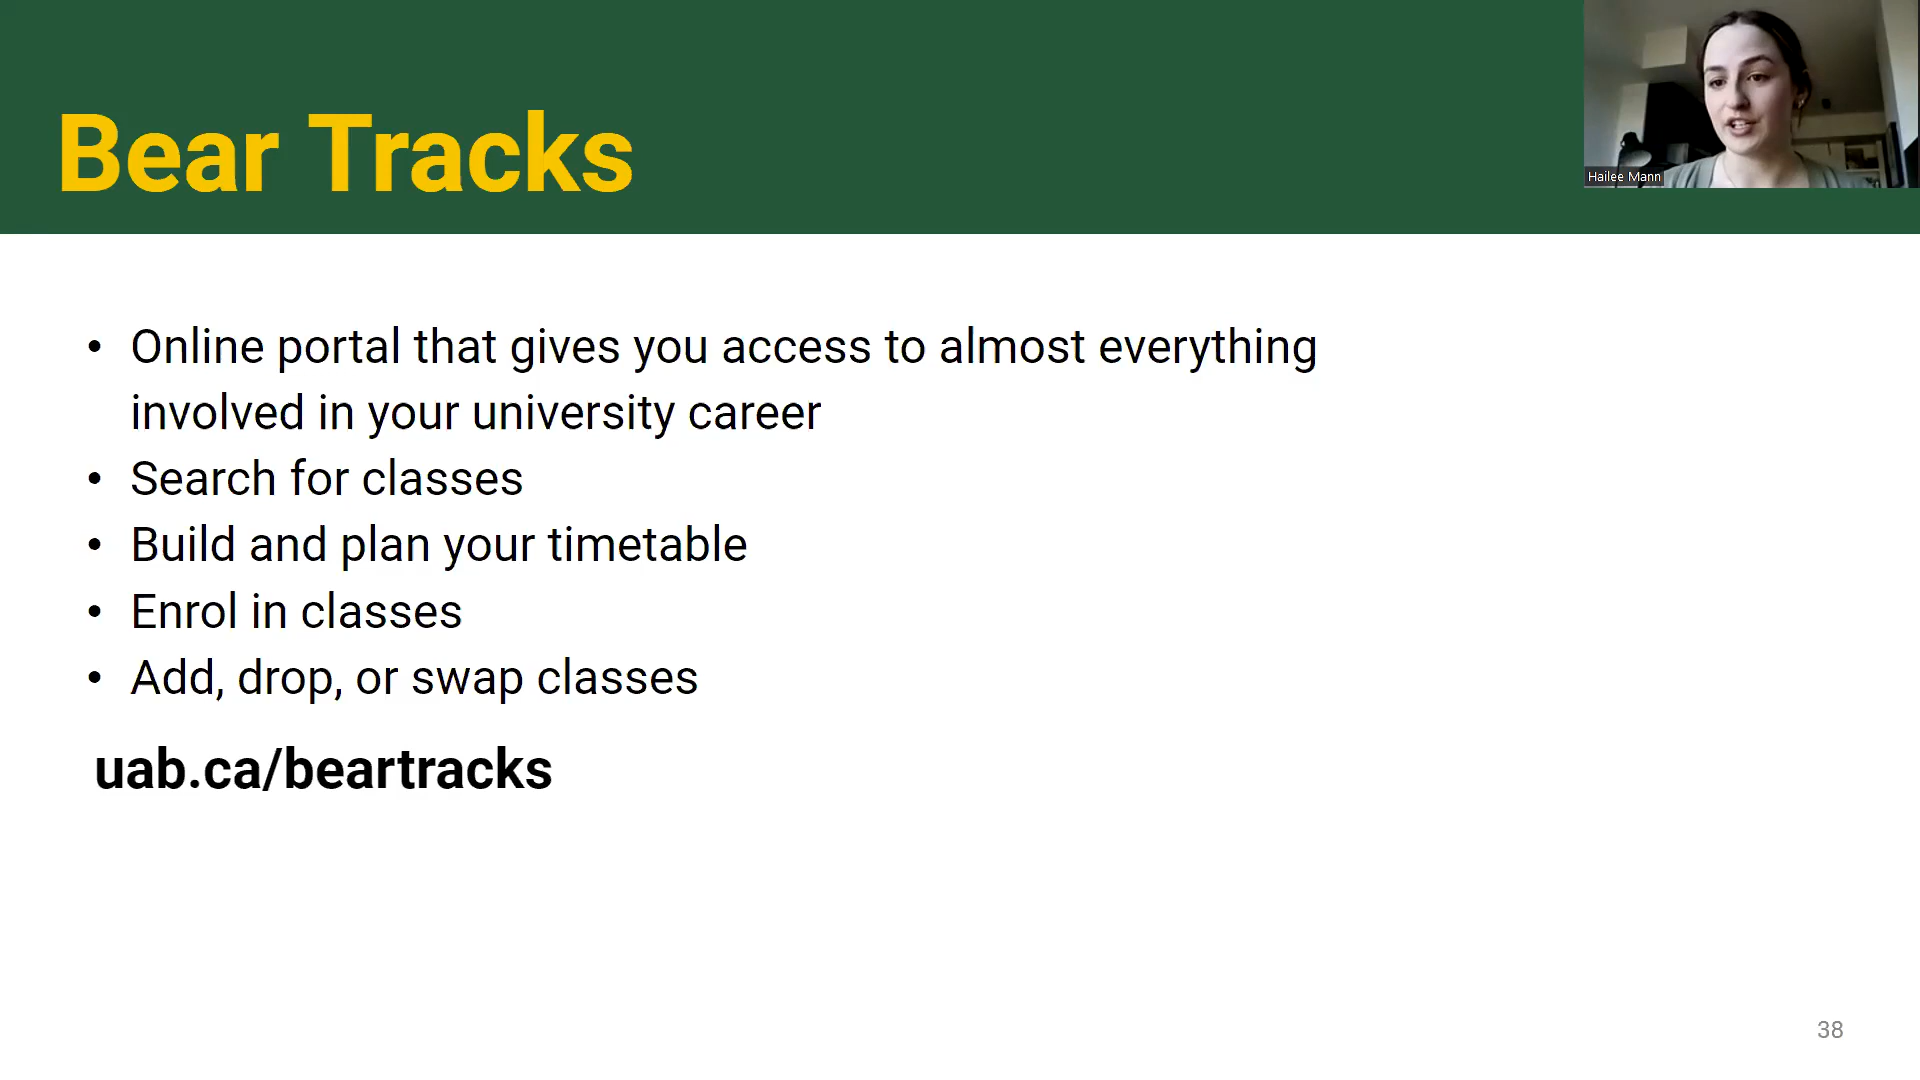 Bear Tracks
Hailee Mann
• Online portal that gives you access to almost everything
involved in your university career
• Search for classes
• Build and plan your timetable
• Enrol in classes
• Add, drop, or swap classes
uab.ca/beartracks
38